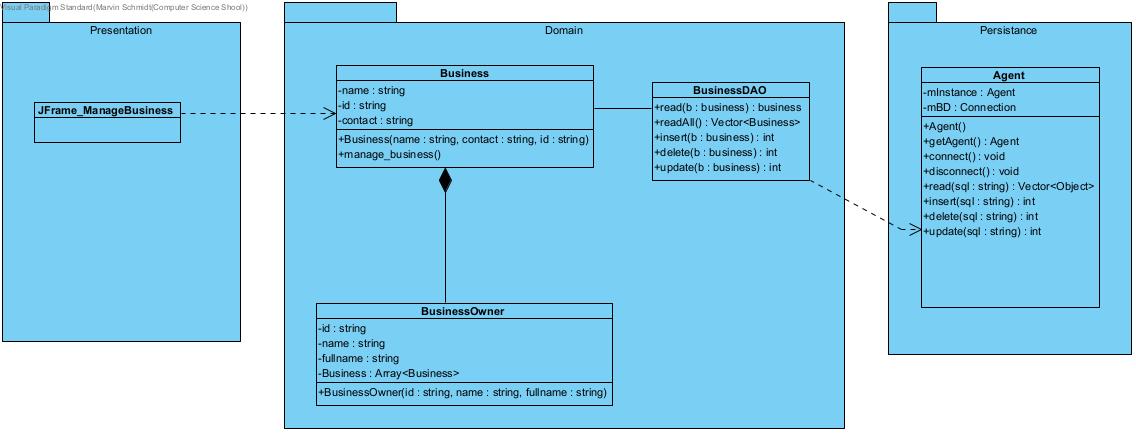 Visual Paradigm Standard(Marvin Schmidt(Computer Science Shool))
Presentation
JFrame_ManageBusiness
Domain
Business
-name : string
-id : string
-contact : string
+Business(name : string, contact : string, id : string)
+manage_business()
BusinessDAO
+read(b : business) : business
+readAll() : Vector<Business>
+insert(b : business) : int
+delete(b : business) : int
+update(b : business) : int
BusinessOwner
-id : string
-name : string
-fullname : string
-Business : Array<Business>
+BusinessOwner(id : string, name : string, fullname : string)
Persistance
Agent
-mInstance : Agent
-mBD : Connection
+Agent()
+getAgent() : Agent
+connect() : void
+disconnect() : void
+read(sql : string) : Vector<Object>
+insert(sql : string) : int
+delete(sql : string) : int
+update(sql : string) : int